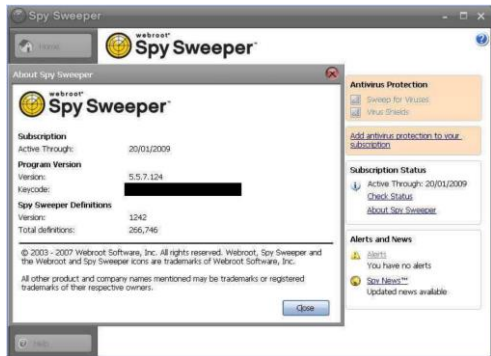 Spy Sweeper
Home
webroot®
Spy Sweeper™
About Spy Sweeper
webroot®
Spy Sweeper™
Subscription
Active Through: 20/01/2009
Program Version
Version: 5.5.7.124
Keycode:
Spy Sweeper Definitions
Version: 1242
Total definitions: 266,746
© 2003 - 2007 Webroot Software, Inc. All rights reserved. Webroot, Spy Sweeper and
the Webroot and Spy Sweeper icons are trademarks of Webroot Software, Inc.
All other product and company names mentioned may be trademarks or registered
trademarks of their respective owners.
Close
Antivirus Protection
Sweep for Viruses
Virus Shields
Add antivirus protection to your
subscription
Subscription Status
Active Through: 20/01/2009
Check Status
About Spy Sweeper
Alerts and News
Alerts
You have no alerts
Spy News™
Updated news available
Help